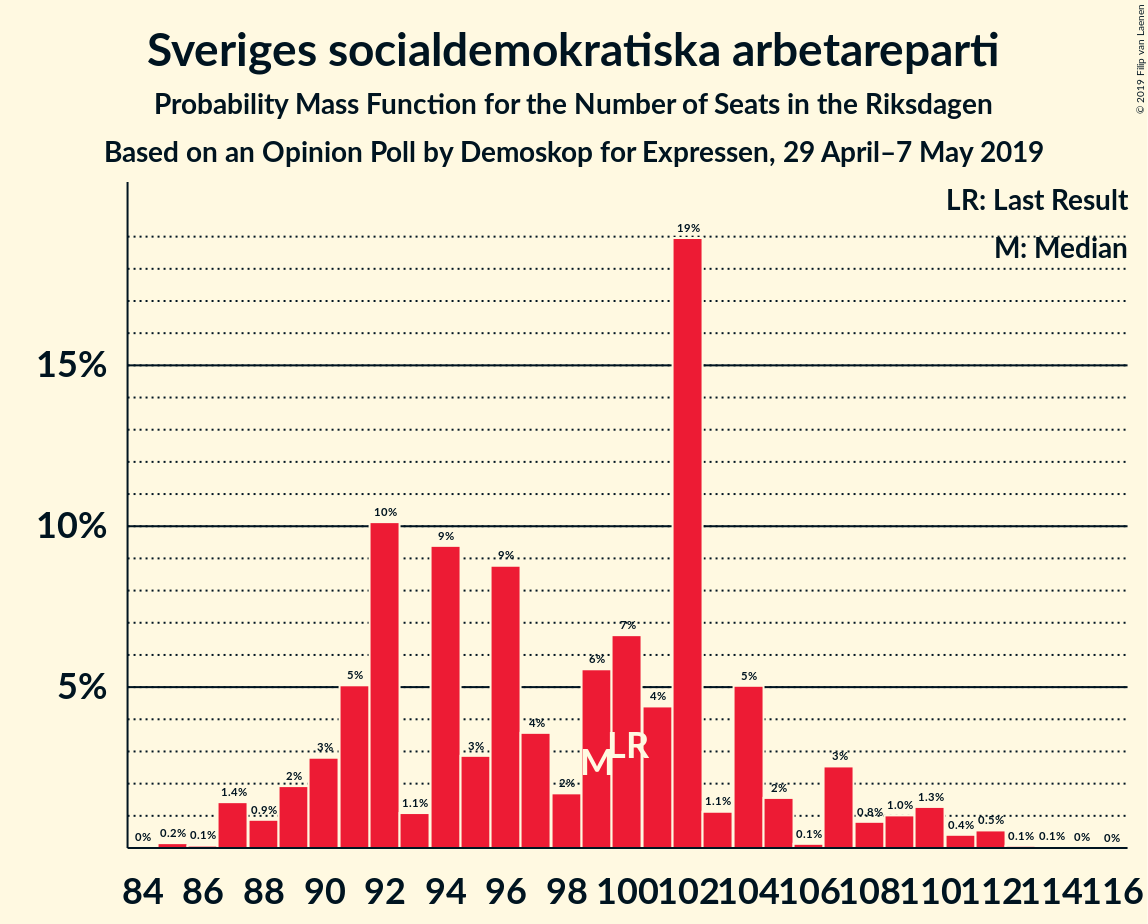 © 2019 Filip van Laenen
Sveriges socialdemokratiska arbetareparti
Probability Mass Function for the Number of Seats in the Riksdagen
Based on an Opinion Poll by Demoskop for Expressen, 29 April–7 May 2019
LR: Last Result
M: Median
15%
10%
5%
0% 0.2% 0.1% 1.4% 0.9% 2% 3% 5% 10% 1.1% 9% 3% 9% 4% 2% 6% 7% 4% 19% 1.1% 5% 2% 0.1% 3% 0.8% 1.0% 1.3% 0.4% 0.5% 0.1% 0.1% 0% 0%
M LR
84 86 88 90 92 94 96 98 100 102 104 106 108 110 112 114 116